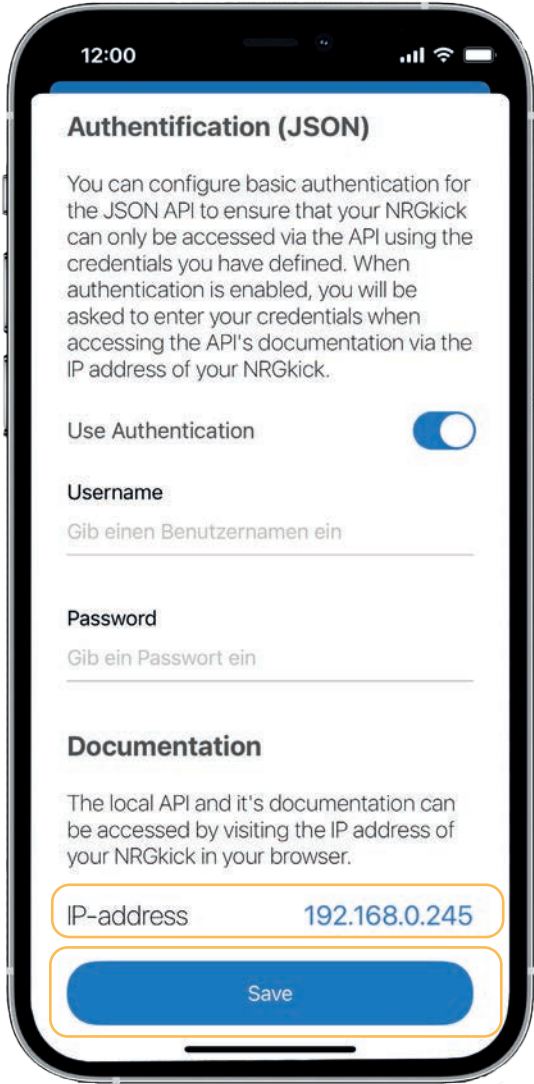 12:00
Authentification (JSON)
You can configure basic authentication for
the JSON API to ensure that your NRGkick
can only be accessed via the API using the
credentials you have defined. When
authentication is enabled, you will be
asked to enter your credentials when
accessing the API's documentation via the
IP address of your NRGkick.
Use Authentication
Username
Gib einen Benutzernamen ein
Password
Gib ein Passwort ein
Documentation
The local API and it's documentation can
be accessed by visiting the IP address of
your NRGkick in your browser.
IP-address 192.168.0.245
Save